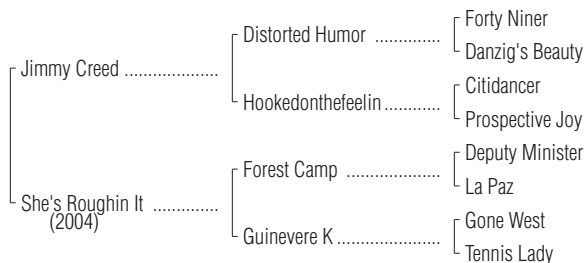 Forty Niner
Distorted Humor ..............
Danzig's Beauty
Jimmy Creed ....................
Citidancer
Hookedonthefeelin ............
Prospective Joy
Deputy Minister
Forest Camp ....................
La Paz
She's Roughin It ..............
(2004)
Gone West
Guinevere K ......................
Tennis Lady